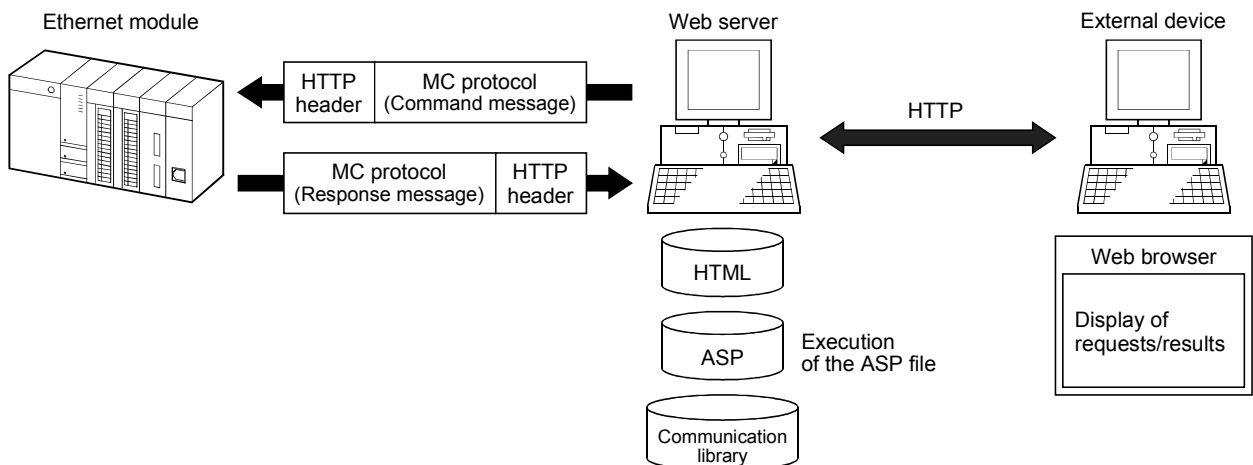 Ethernet module
Web server
External device
HTTP
header
MC protocol
(Command message)
HTTP
MC protocol
(Response message)
HTTP
header
HTML
Web browser
ASP
Execution
of the ASP file
Display of
requests/results
Communication
library